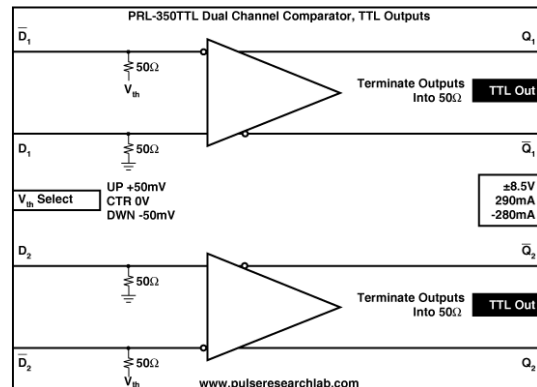 PRL-350TTL Dual Channel Comparator, TTL Outputs
D̅₁
Q₁
50Ω
Vth
Terminate Outputs
Into 50Ω
TTL Out
D₁
50Ω
Q̅₁
Vth Select
UP +50mV
CTR 0V
DWN -50mV
±8.5V
290mA
-280mA
D₂
Q̅₂
50Ω
Terminate Outputs
Into 50Ω
TTL Out
D̅₂
50Ω
Q₂
Vth
www.pulseresearchlab.com